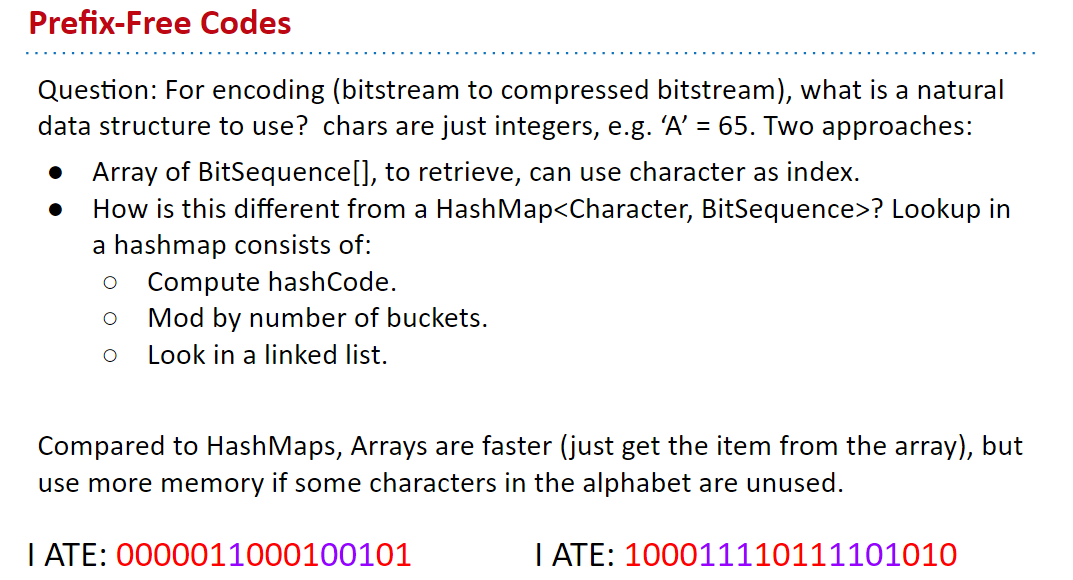 Prefix-Free Codes
Question: For encoding (bitstream to compressed bitstream), what is a natural
data structure to use?  chars are just integers, e.g. ‘A’ = 65. Two approaches:
● Array of BitSequence[], to retrieve, can use character as index.
● How is this different from a HashMap<Character, BitSequence>? Lookup in
a hashmap consists of:
○ Compute hashCode.
○ Mod by number of buckets.
○ Look in a linked list.
Compared to HashMaps, Arrays are faster (just get the item from the array), but
use more memory if some characters in the alphabet are unused.
I ATE: 0000011000100101
I ATE: 100011110111101010